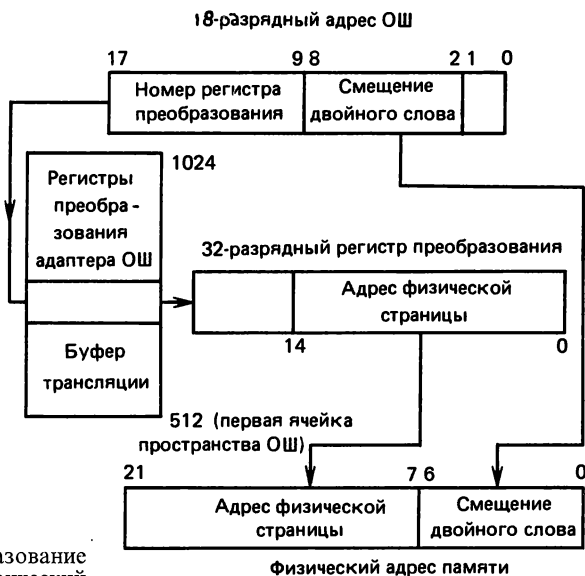 18-разрядный адрес ОШ
17 9 8 2 1 0
Номер регистра
преобразования
Смещение
двойного слова
1024
Регистры
преобра-
зования
адаптера ОШ
32-разрядный регистр преобразования
Адрес физической
страницы
14 0
Буфер
трансляции
512 (первая ячейка
пространства ОШ)
21 7 6 0
Адрес физической
страницы
Смещение
двойного слова
азование
Физический адрес памяти